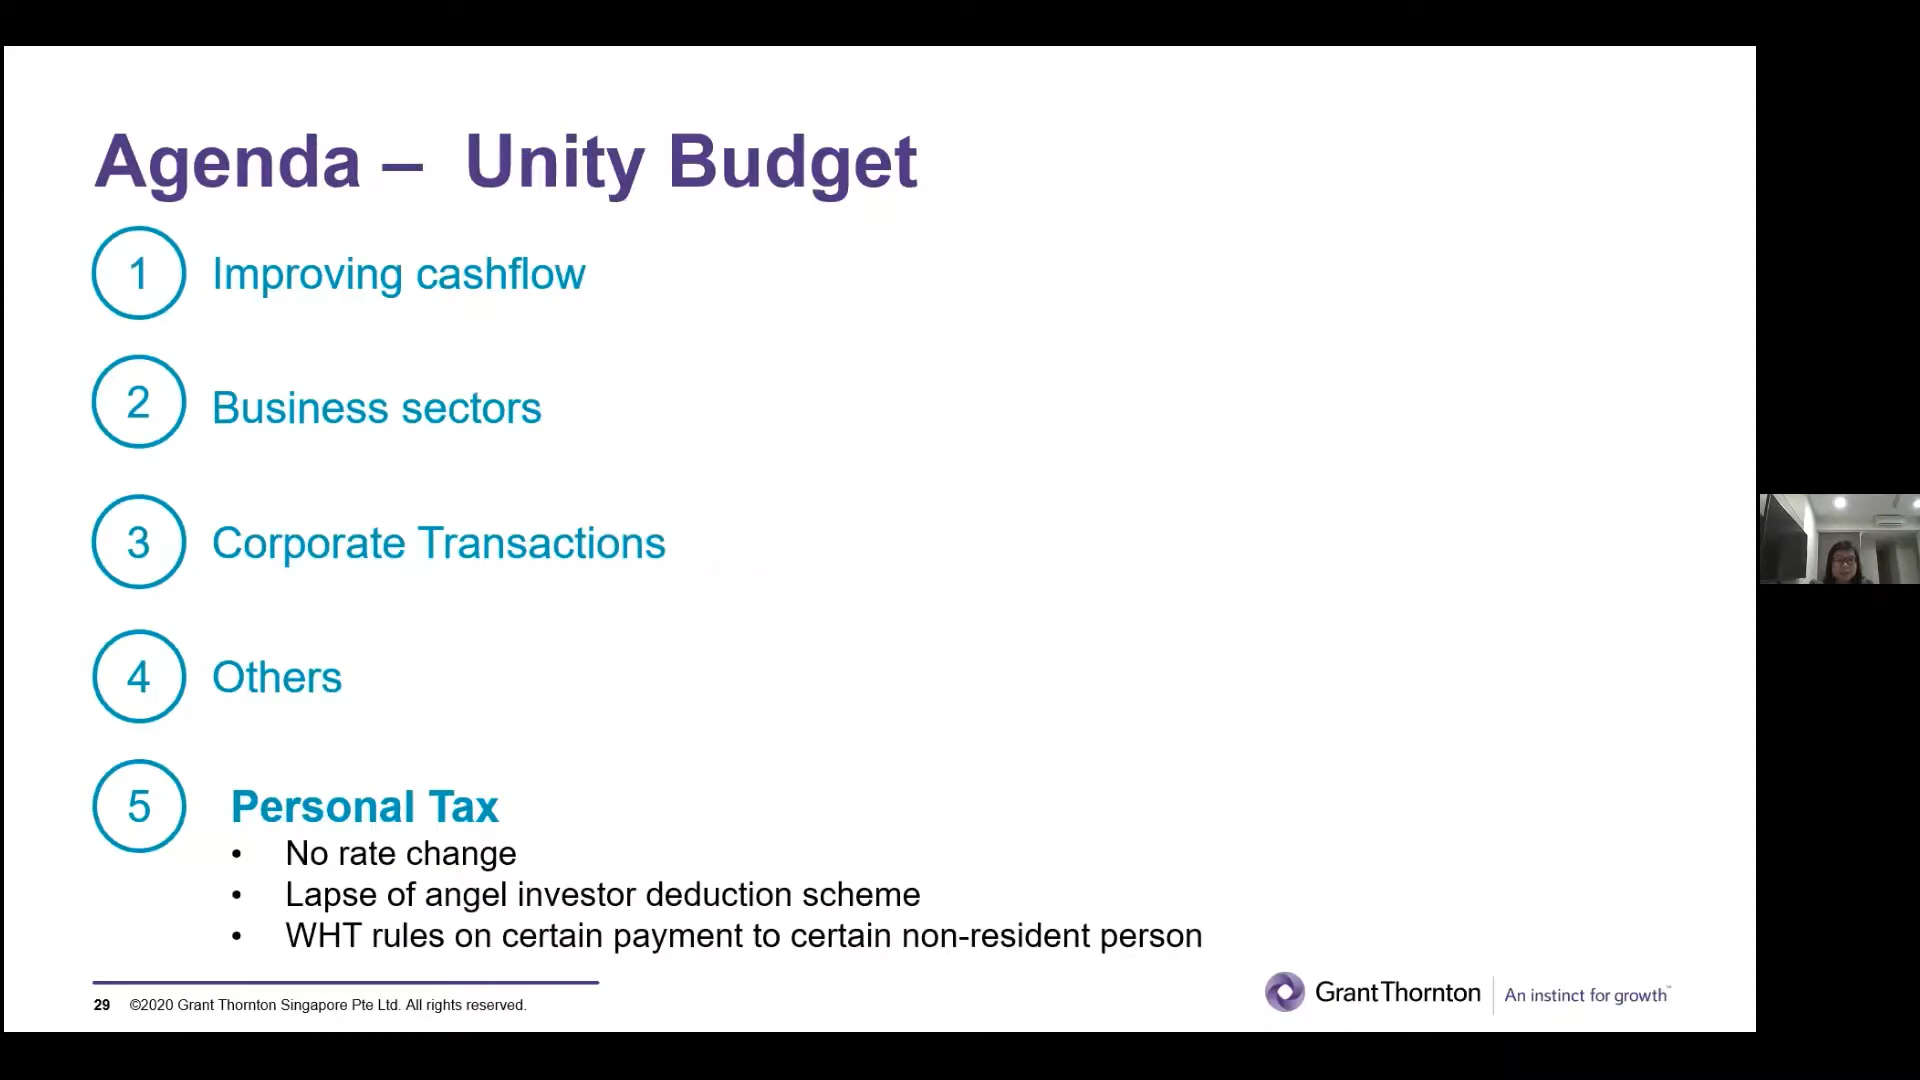 Agenda – Unity Budget
1 Improving cashflow
2 Business sectors
3 Corporate Transactions
4 Others
5 Personal Tax
• No rate change
• Lapse of angel investor deduction scheme
• WHT rules on certain payment to certain non-resident person
29 ©2020 Grant Thornton Singapore Pte Ltd. All rights reserved.
Grant Thornton An instinct for growth™